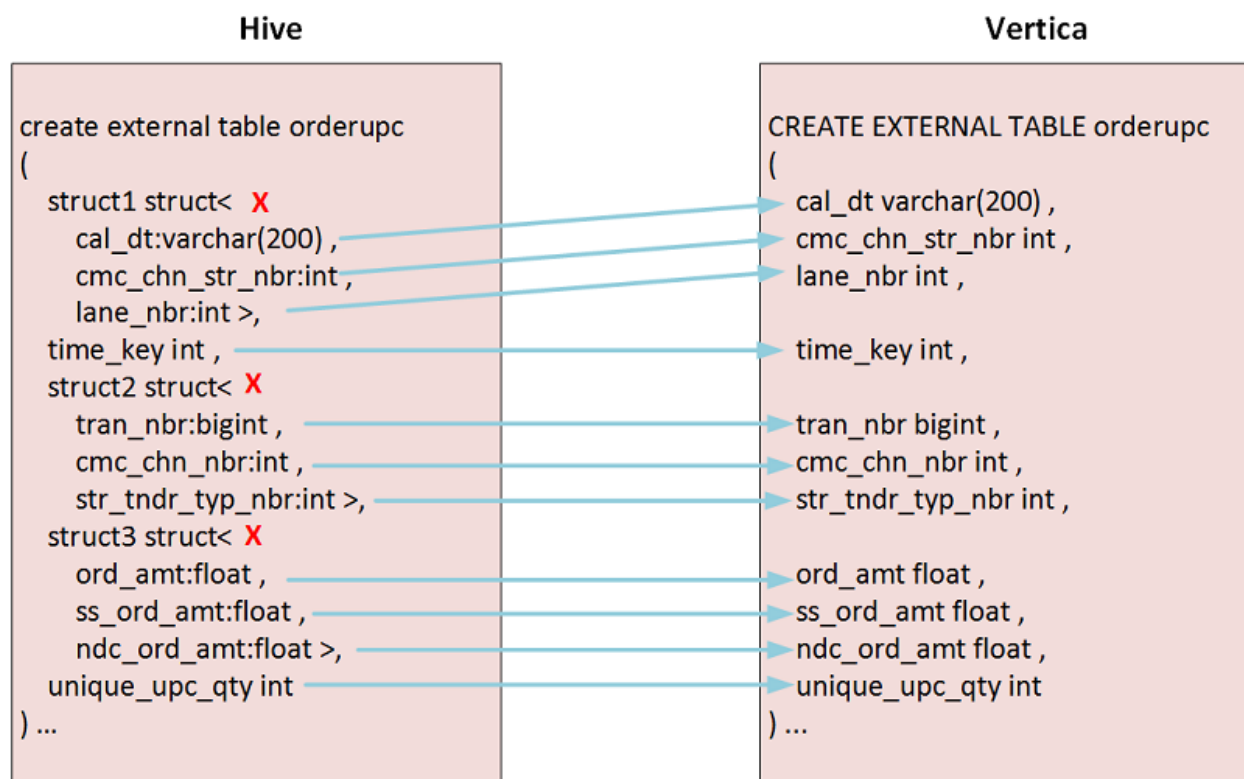 Hive
create external table orderupc
(
struct1 struct< X
cal_dt:varchar(200) ,
cmc_chn_str_nbr:int ,
lane_nbr:int >,
time_key int ,
struct2 struct< X
tran_nbr:bigint ,
cmc_chn_nbr:int ,
str_tndr_typ_nbr:int >,
struct3 struct< X
ord_amt:float ,
ss_ord_amt:float ,
ndc_ord_amt:float >,
unique_upc_qty int
) ...
Vertica
CREATE EXTERNAL TABLE orderupc
(
cal_dt varchar(200) ,
cmc_chn_str_nbr int ,
lane_nbr int ,
time_key int ,
tran_nbr bigint ,
cmc_chn_nbr int ,
str_tndr_typ_nbr int ,
ord_amt float ,
ss_ord_amt float ,
ndc_ord_amt float ,
unique_upc_qty int
) ...